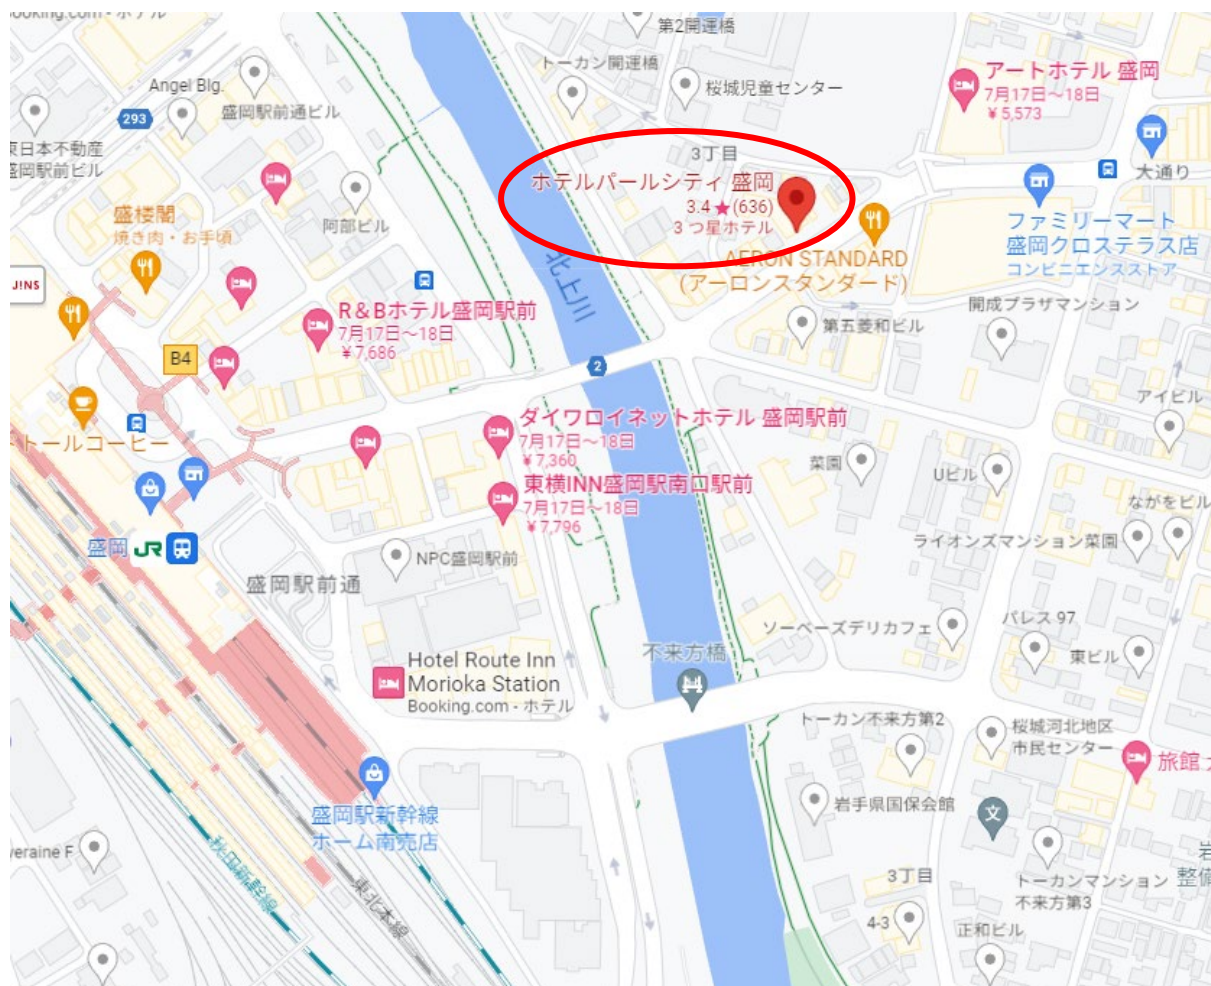 Booking.com · ホテル
第2開運橋
トーカン開運橋
桜城児童センター
アートホテル 盛岡
7月17日～18日
￥5,573
Angel Blg.
盛岡駅前通ビル
293
東日本不動産
盛岡駅前ビル
3丁目
大通り
ホテルパールシティ 盛岡
3.4★(636)
3 つ星ホテル
盛楼閣
焼き肉・お手頃
阿部ビル
ファミリーマート
盛岡クロステラス店
コンビニエンスストア
AERON STANDARD
(アーロンスタンダード)
北上川
J!NS
R＆Bホテル盛岡駅前
7月17日～18日
￥7,686
開成プラザマンション
第五菱和ビル
B4
2
アイビル
ダイワロイネットホテル 盛岡駅前
7月17日～18日
￥7,360
トールコーヒー
菜園
Uビル
東横INN盛岡駅南口駅前
7月17日～18日
￥7,796
ながをビル
ライオンズマンション菜園
盛岡
JR
NPC盛岡駅前
盛岡駅前通
ソーベーズデリカフェ
パレス 97
不来方橋
東ビル
Hotel Route Inn
Morioka Station
Booking.com · ホテル
トーカン不来方第2
桜城河北地区
市民センター
旅館
盛岡駅新幹線
ホーム南売店
岩手県国保会館
文
veraine F
秋田新幹線
東北本線
3丁目
トーカンマンション
不来方第3
岩
整備
4-3
正和ビル